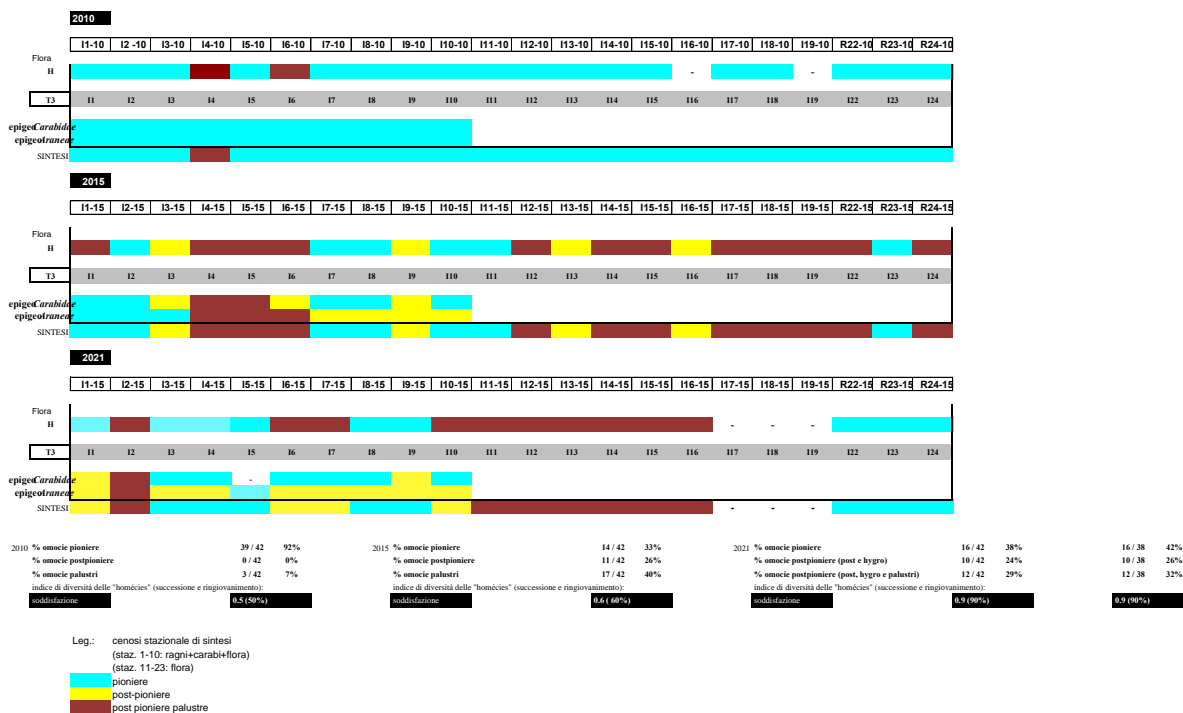 2010
I1-10 I2 -10 I3-10 I4-10 I5-10 I6-10 I7-10 I8-10 I9-10 I10-10 I11-10 I12-10 I13-10 I14-10 I15-10 I16-10 I17-10 I18-10 I19-10 R22-10 R23-10 R24-10
Flora
H - -
T3 I1 I2 I3 I4 I5 I6 I7 I8 I9 I10 I11 I12 I13 I14 I15 I16 I17 I18 I19 I22 I23 I24
epigeo Carabidae
epigeo Araneae
SINTESI
2015
I1-15 I2-15 I3-15 I4-15 I5-15 I6-15 I7-15 I8-15 I9-15 I10-15 I11-15 I12-15 I13-15 I14-15 I15-15 I16-15 I17-15 I18-15 I19-15 R22-15 R23-15 R24-15
Flora
H
T3 I1 I2 I3 I4 I5 I6 I7 I8 I9 I10 I11 I12 I13 I14 I15 I16 I17 I18 I19 I22 I23 I24
epigeo Carabidae
epigeo Araneae
SINTESI
2021
I1-15 I2-15 I3-15 I4-15 I5-15 I6-15 I7-15 I8-15 I9-15 I10-15 I11-15 I12-15 I13-15 I14-15 I15-15 I16-15 I17-15 I18-15 I19-15 R22-15 R23-15 R24-15
Flora
H - - -
T3 I1 I2 I3 I4 I5 I6 I7 I8 I9 I10 I11 I12 I13 I14 I15 I16 I17 I18 I19 I22 I23 I24
epigeo Carabidae -
epigeo Araneae
SINTESI - - -
2010 % omocie pioniere 39 / 42 92% 2015 % omocie pioniere 14 / 42 33% 2021 % omocie pioniere 16 / 42 38% 16 / 38 42%
% omocie postpioniere 0 / 42 0% % omocie postpioniere 11 / 42 26% % omocie postpioniere (post e hygro) 10 / 42 24% 10 / 38 26%
% omocie palustri 3 / 42 7% % omocie palustri 17 / 42 40% % omocie postpioniere (post, hygro e palustri) 12 / 42 29% 12 / 38 32%
indice di diversità delle "homécies" (successione e ringiovanimento): indice di diversità delle "homécies" (successione e ringiovanimento): indice di diversità delle "homécies" (successione e ringiovanimento):
soddisfazione 0.5 (50%) soddisfazione 0.6 ( 60%) soddisfazione 0.9 (90%) 0.9 (90%)
Leg.: cenosi stazionale di sintesi
(staz. 1-10: ragni+carabi+flora)
(staz. 11-23: flora)
pioniere
post-pioniere
post pioniere palustre